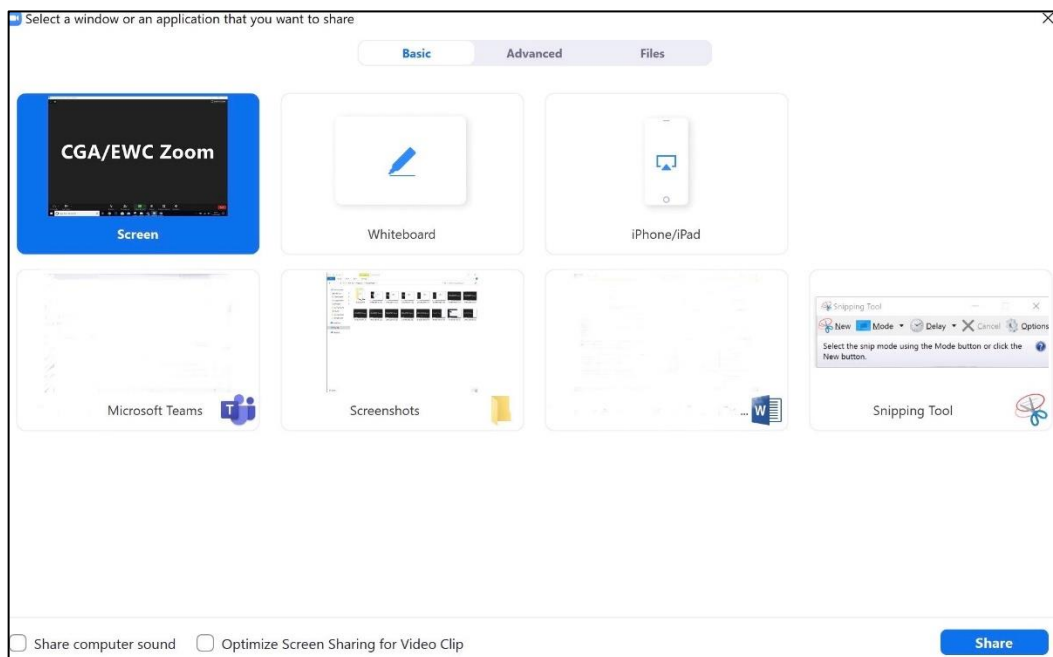 Select a window or an application that you want to share
Basic Advanced Files
CGA/EWC Zoom
Screen
Whiteboard
iPhone/iPad
Microsoft Teams
Screenshots
... W
Snipping Tool
New Mode Delay Cancel Options
Select the snip mode using the Mode button or click the
New button.
Snipping Tool
Share computer sound Optimize Screen Sharing for Video Clip
Share